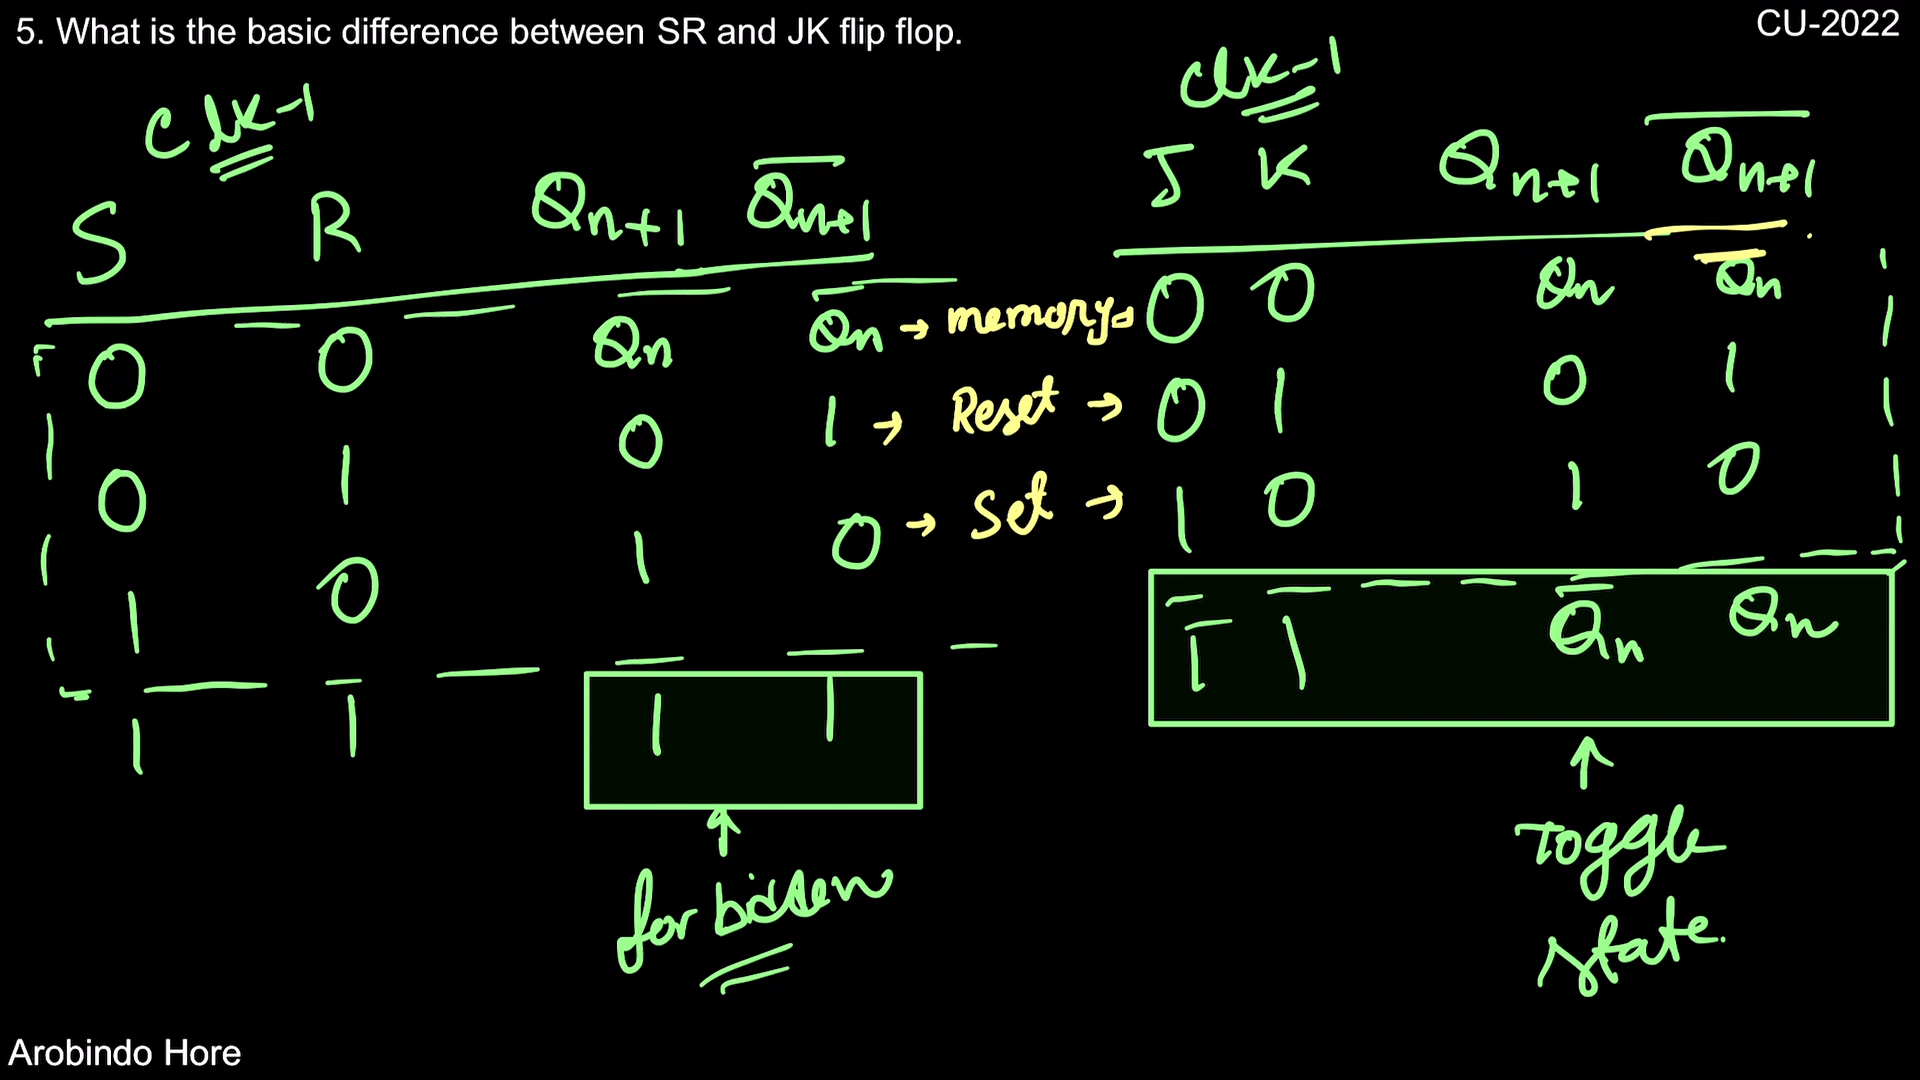 5. What is the basic difference between SR and JK flip flop.
CU-2022
Clk-1
S R Qn+1 Q̅n+1
0 0 Qn Q̅n → memory
0 1 0 1 → Reset →
1 0 1 0 → Set →
1 1 1 1
↑
forbidden
Clk-1
J K Qn+1 Q̅n+1
0 0 Qn Q̅n
0 1 0 1
1 0 1 0
1 1 Q̅n Qn
↑
Toggle
state.
Arobindo Hore